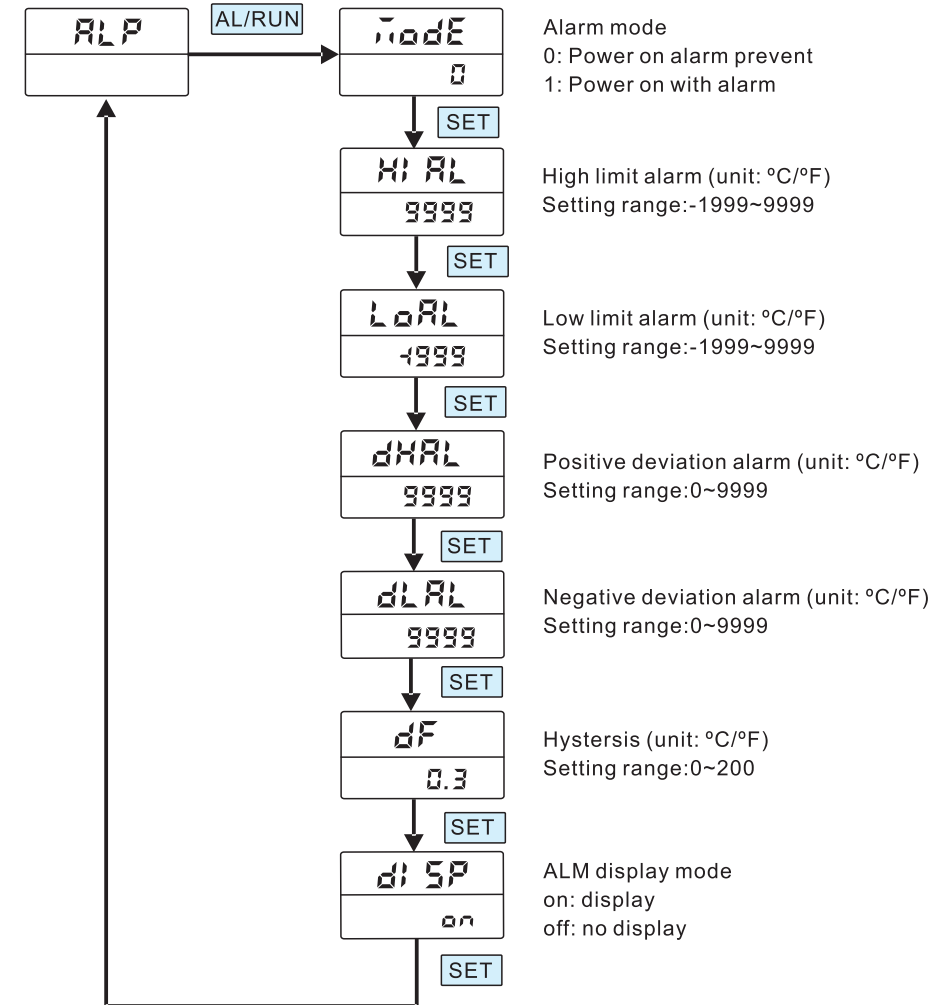 ALP
AL/RUN
ModE
0
Alarm mode
0: Power on alarm prevent
1: Power on with alarm
SET
HI AL
9999
High limit alarm (unit: ºC/ºF)
Setting range:-1999~9999
SET
LoAL
-1999
Low limit alarm (unit: ºC/ºF)
Setting range:-1999~9999
SET
dHAL
9999
Positive deviation alarm (unit: ºC/ºF)
Setting range:0~9999
SET
dLAL
9999
Negative deviation alarm (unit: ºC/ºF)
Setting range:0~9999
SET
dF
0.3
Hystersis (unit: ºC/ºF)
Setting range:0~200
SET
dI SP
on
ALM display mode
on: display
off: no display
SET